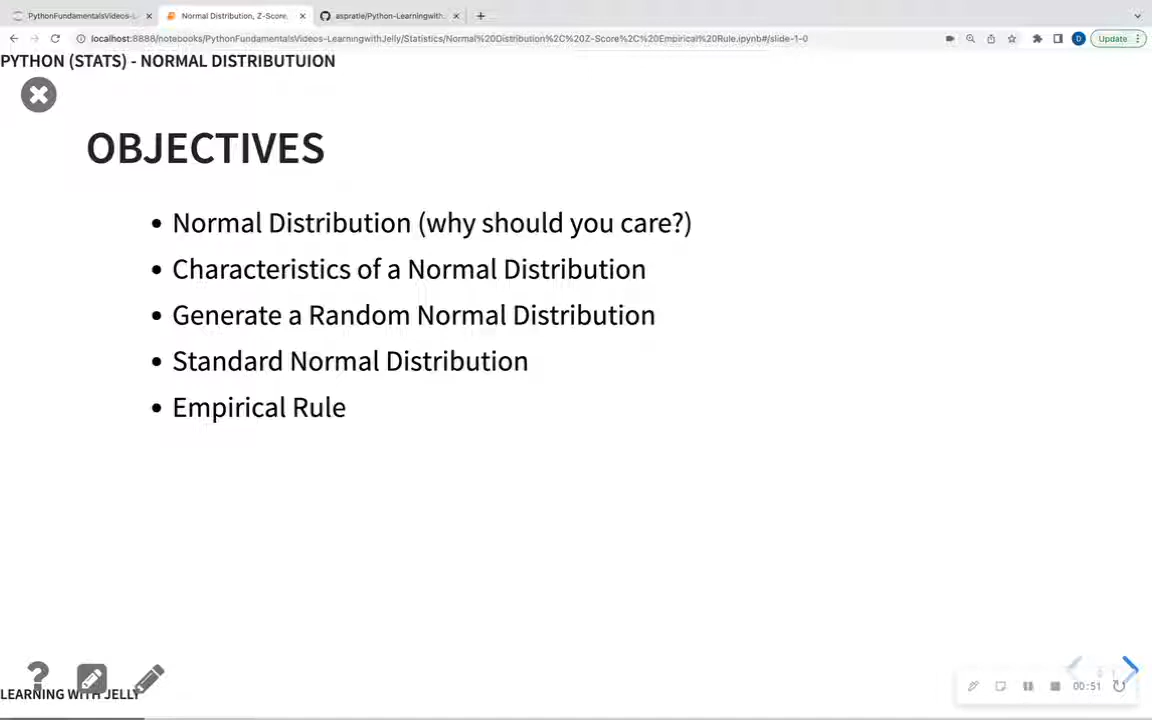 PythonFundamentalsVideos-L
Normal Distribution, Z-Score,
aspratie/Python-Learningwith
localhost:8888/notebooks/PythonFundamentalsVideos-LearningwithJelly/Statistics/Normal%20Distribution%2C%20Z-Score%2C%20Empirical%20Rule.ipynb#/slide-1-0
D
Update
PYTHON (STATS) - NORMAL DISTRIBUTUION
OBJECTIVES
• Normal Distribution (why should you care?)
• Characteristics of a Normal Distribution
• Generate a Random Normal Distribution
• Standard Normal Distribution
• Empirical Rule
?
LEARNING WITH JELLY
00:51